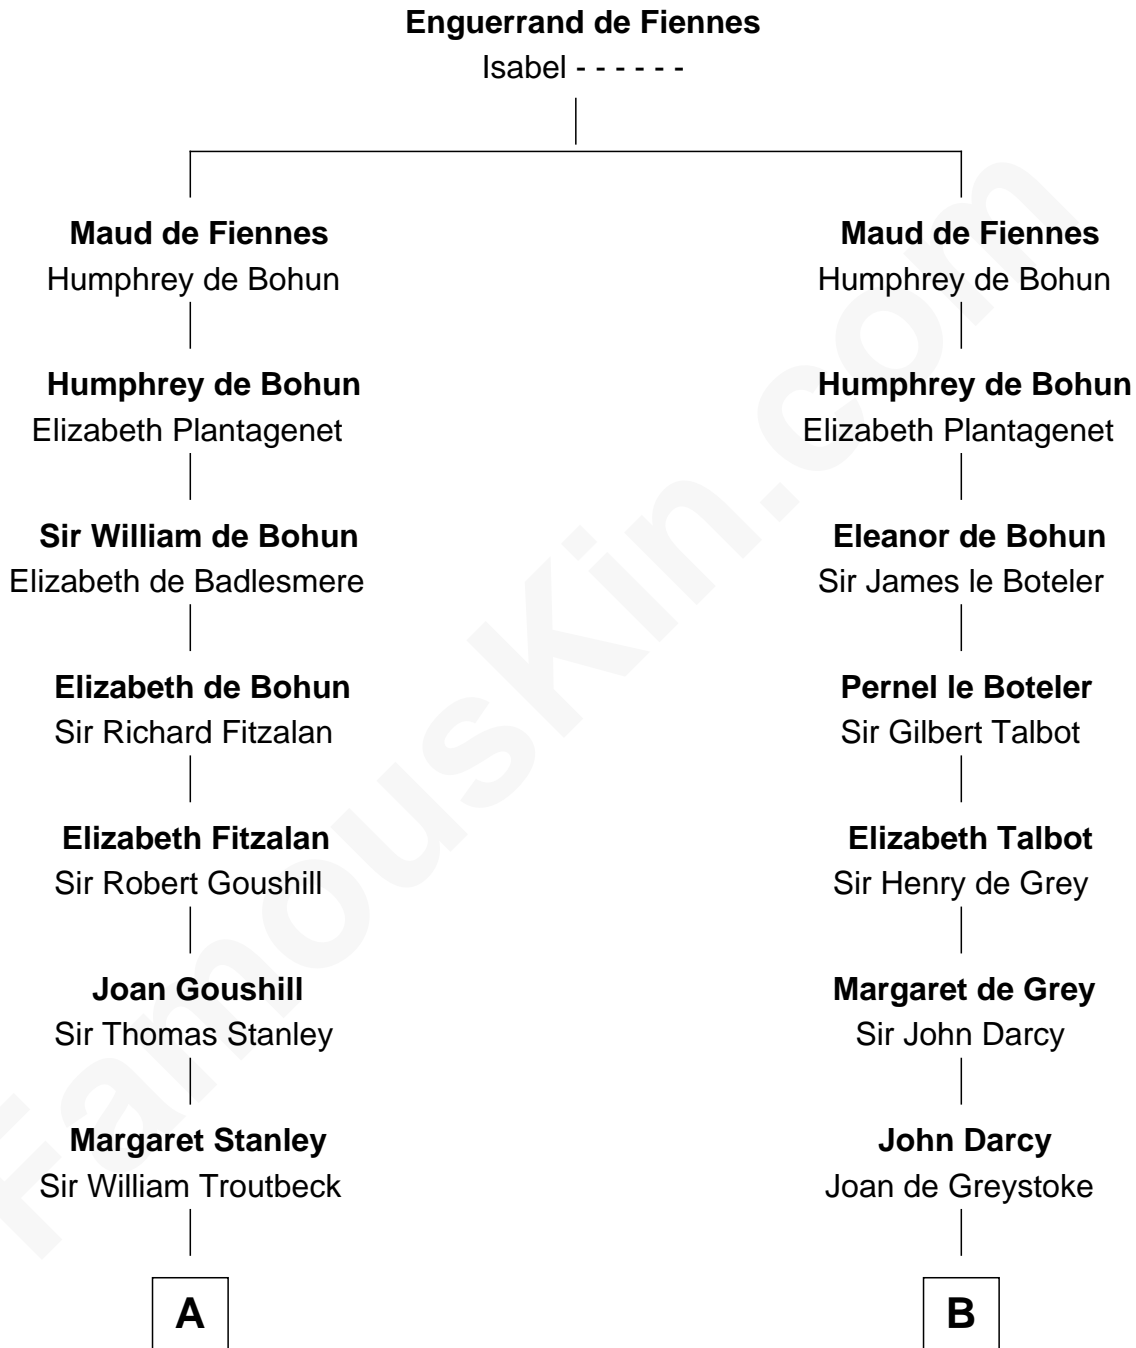 Enguerrand de Fiennes
Isabel - - - - - -
Maud de Fiennes
Humphrey de Bohun
Humphrey de Bohun
Elizabeth Plantagenet
Sir William de Bohun
Elizabeth de Badlesmere
Elizabeth de Bohun
Sir Richard Fitzalan
Elizabeth Fitzalan
Sir Robert Goushill
Joan Goushill
Sir Thomas Stanley
Margaret Stanley
Sir William Troutbeck
A
Maud de Fiennes
Humphrey de Bohun
Humphrey de Bohun
Elizabeth Plantagenet
Eleanor de Bohun
Sir James le Boteler
Pernel le Boteler
Sir Gilbert Talbot
Elizabeth Talbot
Sir Henry de Grey
Margaret de Grey
Sir John Darcy
John Darcy
Joan de Greystoke
B
FamousKin.com